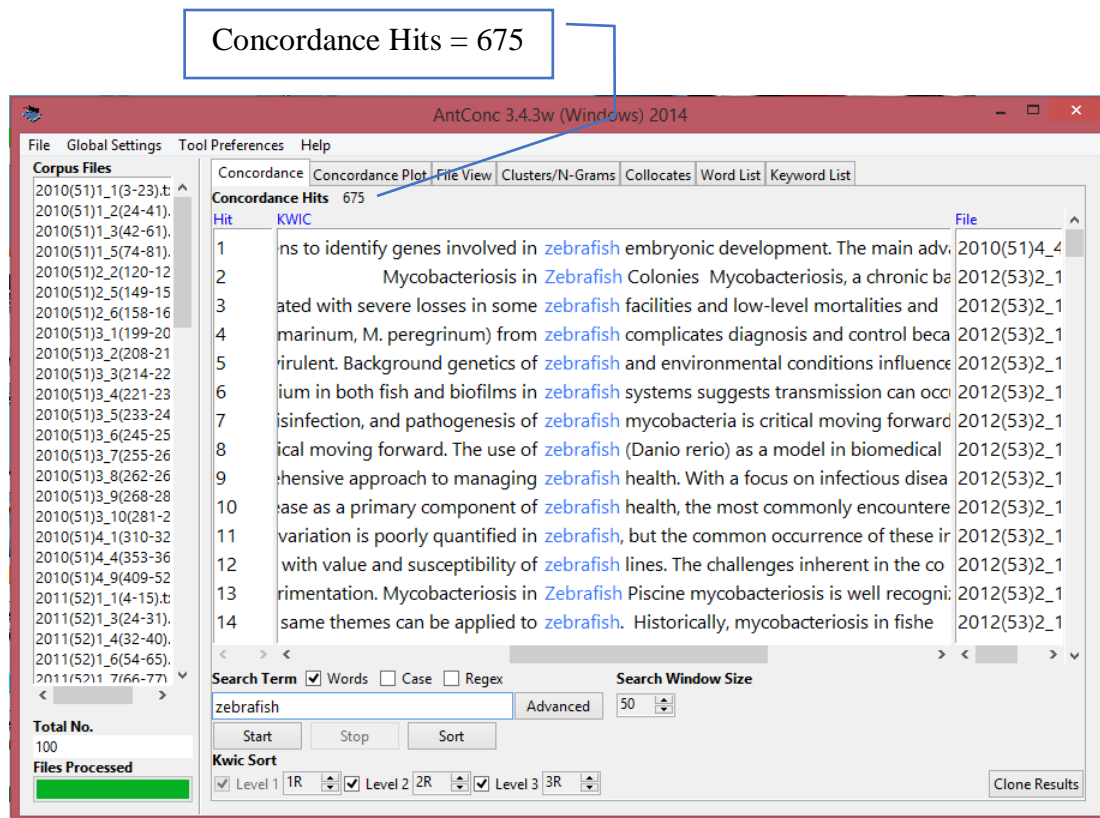 Concordance Hits = 675
AntConc 3.4.3w (Windows) 2014
File Global Settings Tool Preferences Help
Corpus Files
2010(51)1_1(3-23).t
2010(51)1_2(24-41).
2010(51)1_3(42-61).
2010(51)1_5(74-81).
2010(51)2_2(120-12
2010(51)2_5(149-15
2010(51)2_6(158-16
2010(51)3_1(199-20
2010(51)3_2(208-21
2010(51)3_3(214-22
2010(51)3_4(221-23
2010(51)3_5(233-24
2010(51)3_6(245-25
2010(51)3_7(255-26
2010(51)3_8(262-26
2010(51)3_9(268-28
2010(51)3_10(281-2
2010(51)4_1(310-32
2010(51)4_4(353-36
2010(51)4_9(409-52
2011(52)1_1(4-15).t
2011(52)1_3(24-31).
2011(52)1_4(32-40).
2011(52)1_6(54-65).
2011(52)1_7(66-77)
Total No.
100
Files Processed
Concordance Concordance Plot File View Clusters/N-Grams Collocates Word List Keyword List
Concordance Hits 675
Hit KWIC File
1 ens to identify genes involved in zebrafish embryonic development. The main adva 2010(51)4_4
2 Mycobacteriosis in Zebrafish Colonies Mycobacteriosis, a chronic ba 2012(53)2_1
3 ated with severe losses in some zebrafish facilities and low-level mortalities and 2012(53)2_1
4 marinum, M. peregrinum) from zebrafish complicates diagnosis and control beca 2012(53)2_1
5 virulent. Background genetics of zebrafish and environmental conditions influence 2012(53)2_1
6 ium in both fish and biofilms in zebrafish systems suggests transmission can occu 2012(53)2_1
7 isinfection, and pathogenesis of zebrafish mycobacteria is critical moving forward 2012(53)2_1
8 ical moving forward. The use of zebrafish (Danio rerio) as a model in biomedical 2012(53)2_1
9 ehensive approach to managing zebrafish health. With a focus on infectious disea 2012(53)2_1
10 ease as a primary component of zebrafish health, the most commonly encountere 2012(53)2_1
11 variation is poorly quantified in zebrafish, but the common occurrence of these ir 2012(53)2_1
12 with value and susceptibility of zebrafish lines. The challenges inherent in the co 2012(53)2_1
13 rimentation. Mycobacteriosis in Zebrafish Piscine mycobacteriosis is well recogni 2012(53)2_1
14 same themes can be applied to zebrafish. Historically, mycobacteriosis in fishe 2012(53)2_1
Search Term Words Case Regex Search Window Size
zebrafish Advanced 50
Start Stop Sort
Kwic Sort
Level 1 1R Level 2 2R Level 3 3R Clone Results